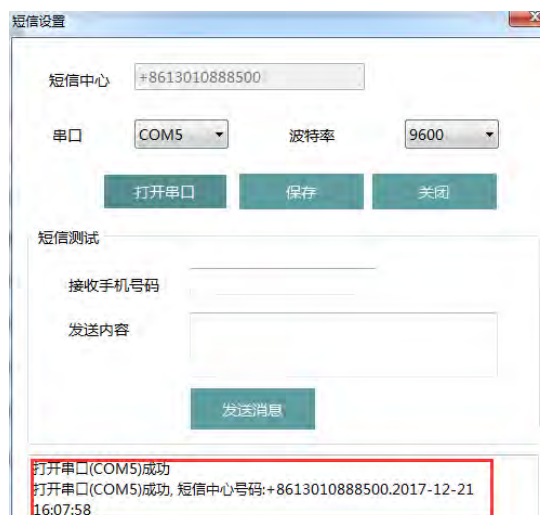 短信设置
短信中心 +8613010888500
串口 COM5 波特率 9600
打开串口 保存 关闭
短信测试
接收手机号码
发送内容
发送消息
打开串口(COM5)成功
打开串口(COM5)成功, 短信中心号码:+8613010888500.2017-12-21
16:07:58